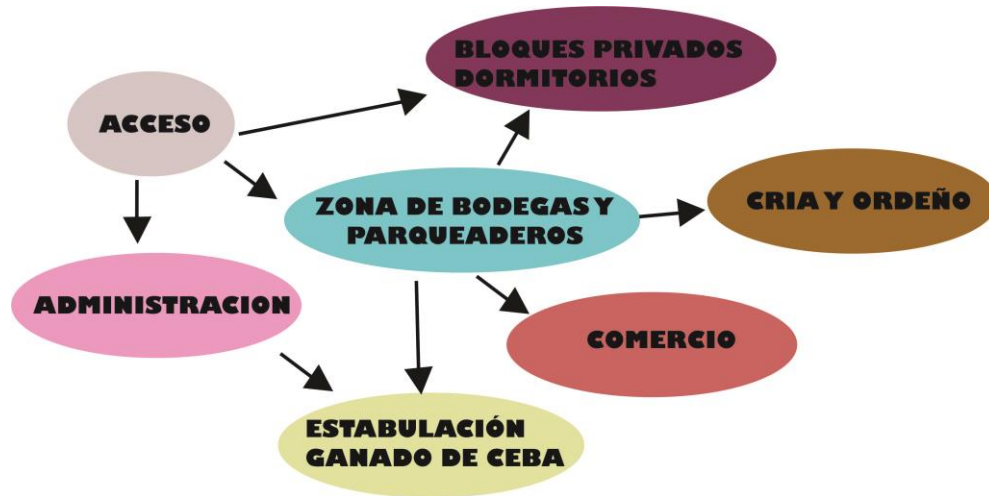 BLOQUES PRIVADOS
DORMITORIOS
ACCESO
ZONA DE BODEGAS Y
PARQUEADEROS
CRIA Y ORDEÑO
ADMINISTRACION
COMERCIO
ESTABULACIÓN
GANADO DE CEBA